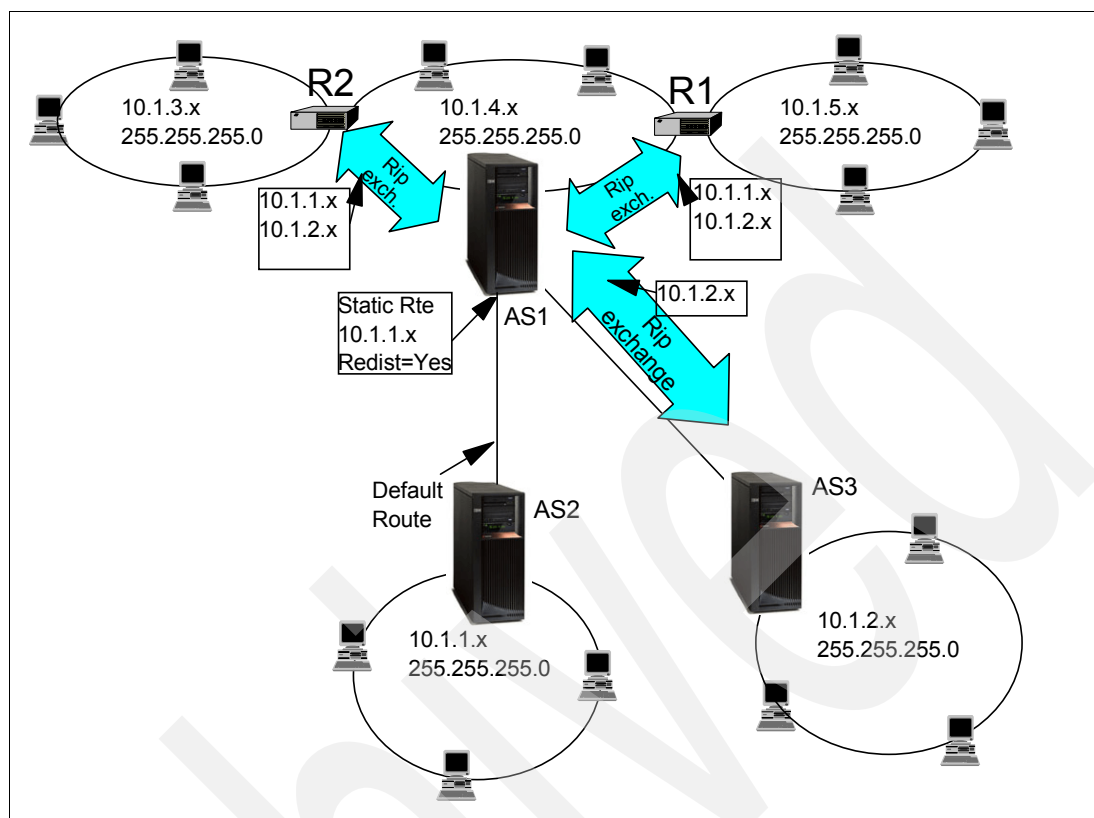 R2
R1
10.1.3.x
255.255.255.0
10.1.4.x
255.255.255.0
10.1.5.x
255.255.255.0
Rip
exch.
Rip
exch.
10.1.1.x
10.1.2.x
10.1.1.x
10.1.2.x
Static Rte
10.1.1.x
Redist=Yes
AS1
10.1.2.x
Rip
exchange
Default
Route
AS2
AS3
10.1.1.x
255.255.255.0
10.1.2.x
255.255.255.0